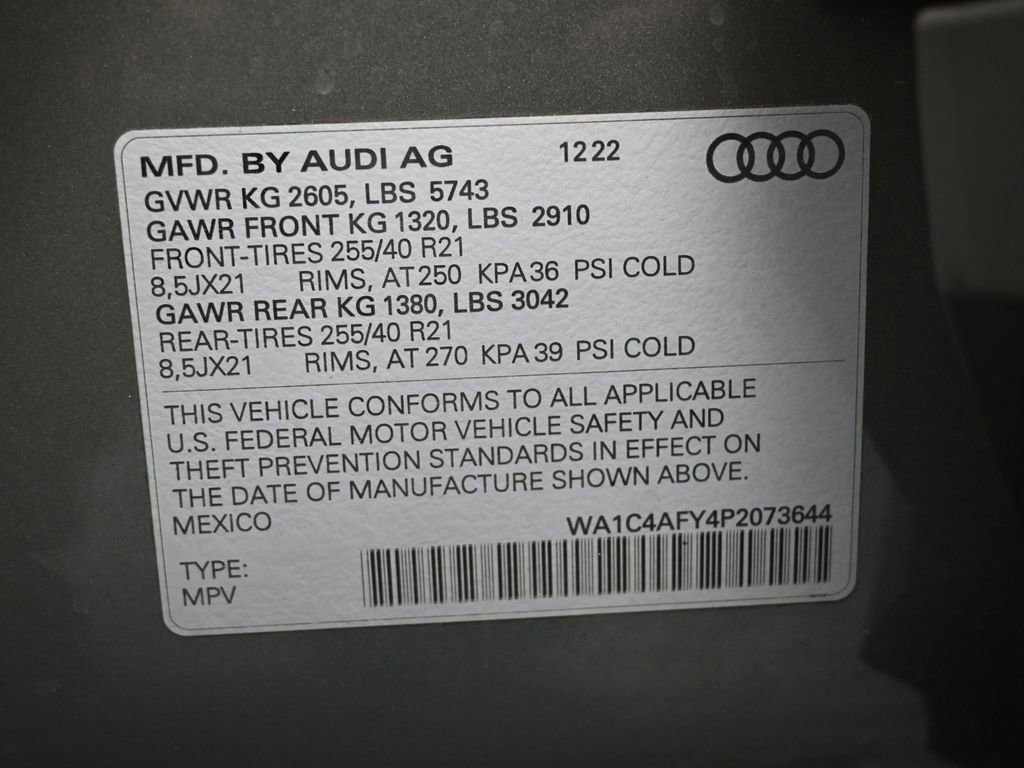 MFD. BY AUDI AG 12 22
GVWR KG 2605, LBS 5743
GAWR FRONT KG 1320, LBS 2910
FRONT-TIRES 255/40 R21
8,5JX21 RIMS, AT 250 KPA 36 PSI COLD
GAWR REAR KG 1380, LBS 3042
REAR-TIRES 255/40 R21
8,5JX21 RIMS, AT 270 KPA 39 PSI COLD
THIS VEHICLE CONFORMS TO ALL APPLICABLE
U.S. FEDERAL MOTOR VEHICLE SAFETY AND
THEFT PREVENTION STANDARDS IN EFFECT ON
THE DATE OF MANUFACTURE SHOWN ABOVE.
MEXICO WA1C4AFY4P2073644
TYPE:
MPV